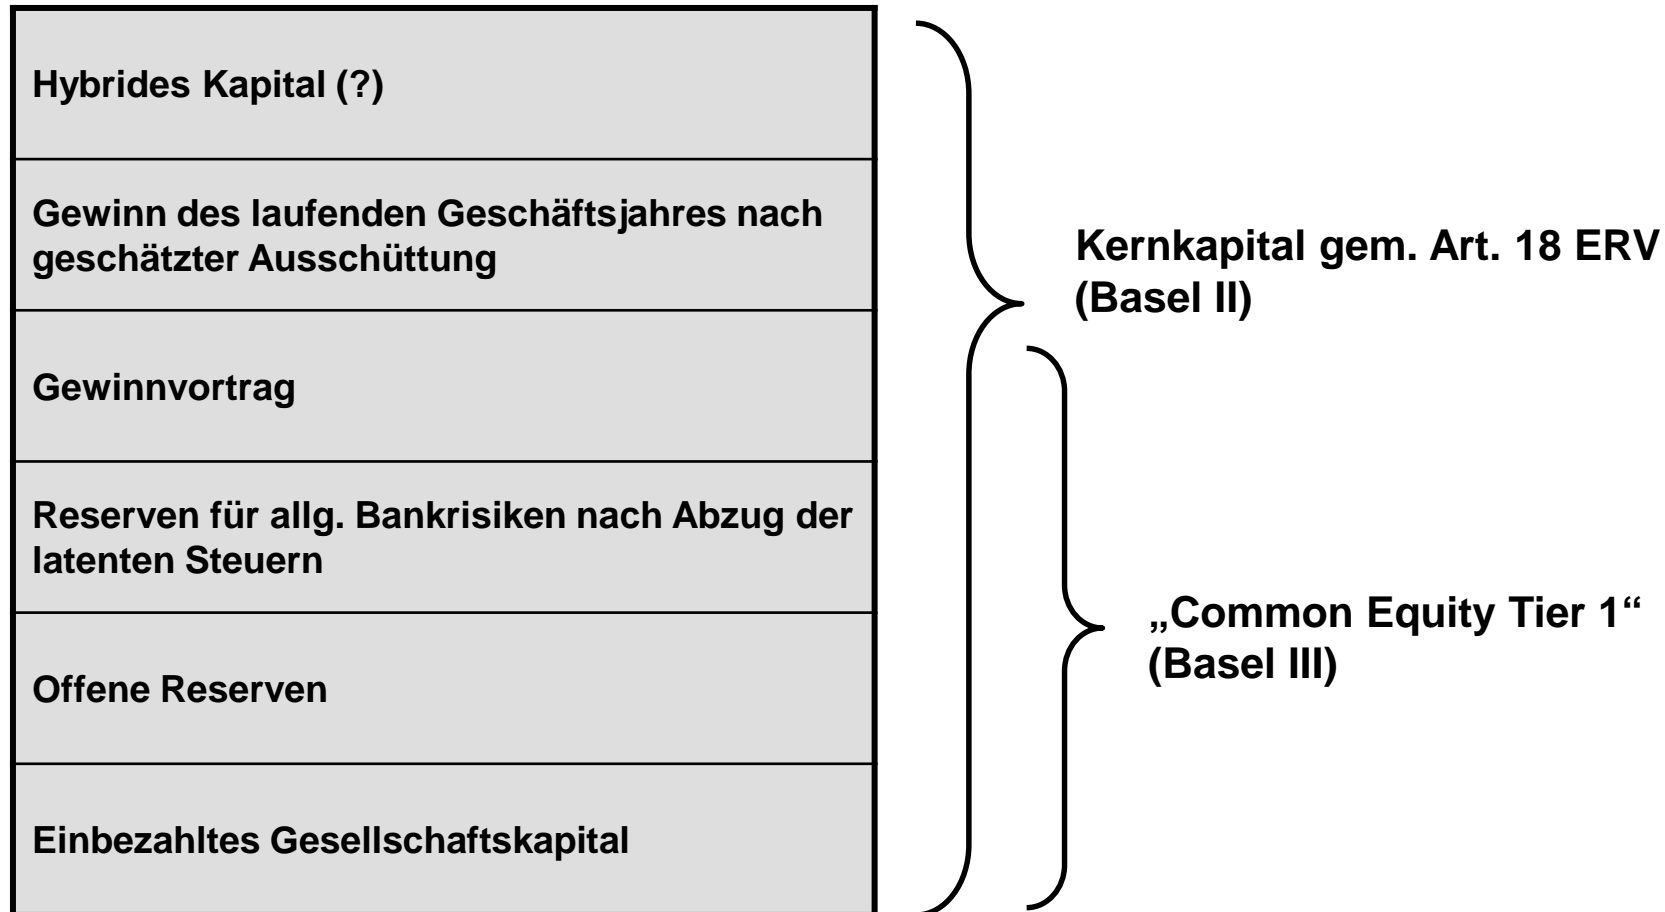 Hybrides Kapital (?)
Gewinn des laufenden Geschäftsjahres nach
geschätzter Ausschüttung
Gewinnvortrag
Reserven für allg. Bankrisiken nach Abzug der
latenten Steuern
Offene Reserven
Einbezahltes Gesellschaftskapital
Kernkapital gem. Art. 18 ERV
(Basel II)
„Common Equity Tier 1“
(Basel III)